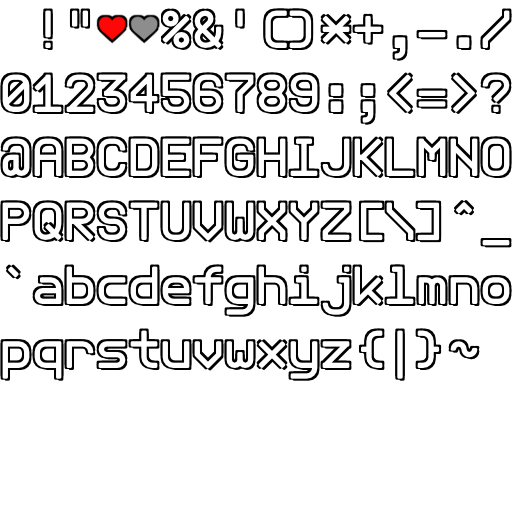 !"❤❤%&'()*+,-./
0123456789:;<=>?
@ABCDEFGHIJKLMNO
PQRSTUVWXYZ[\]^_
`abcdefghijklmno
pqrstuvwxyz{|}~